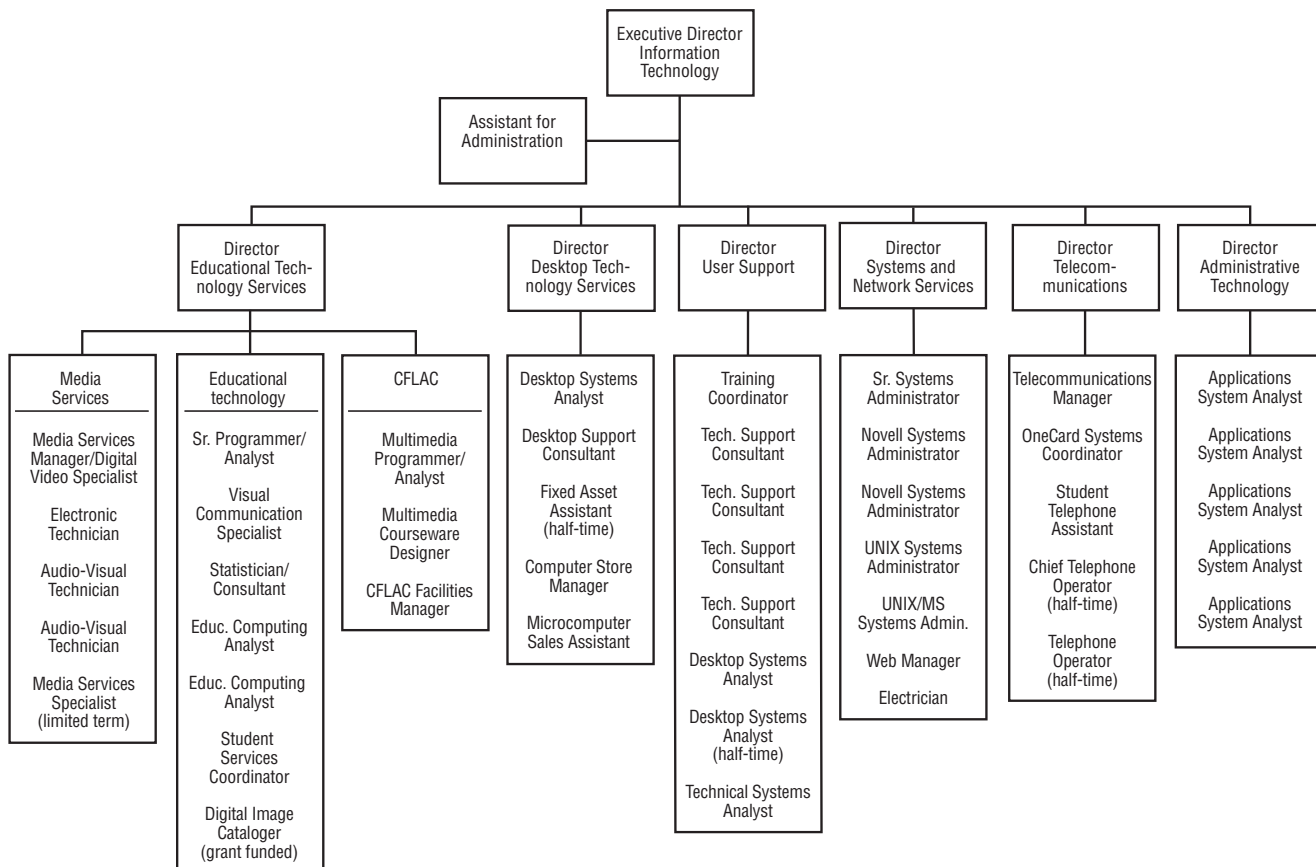 Executive Director
Information
Technology
Assistant for
Administration
Director
Educational Tech-
nology Services
Director
Desktop Tech-
nology Services
Director
User Support
Director
Systems and
Network Services
Director
Telecom-
munications
Director
Administrative
Technology
Media
Services
Media Services
Manager/Digital
Video Specialist
Electronic
Technician
Audio-Visual
Technician
Audio-Visual
Technician
Media Services
Specialist
(limited term)
Educational
technology
Sr. Programmer/
Analyst
Visual
Communication
Specialist
Statistician/
Consultant
Educ. Computing
Analyst
Educ. Computing
Analyst
Student
Services
Coordinator
Digital Image
Cataloger
(grant funded)
CFLAC
Multimedia
Programmer/
Analyst
Multimedia
Courseware
Designer
CFLAC Facilities
Manager
Desktop Systems
Analyst
Desktop Support
Consultant
Fixed Asset
Assistant
(half-time)
Computer Store
Manager
Microcomputer
Sales Assistant
Training
Coordinator
Tech. Support
Consultant
Tech. Support
Consultant
Tech. Support
Consultant
Tech. Support
Consultant
Desktop Systems
Analyst
Desktop Systems
Analyst
(half-time)
Technical Systems
Analyst
Sr. Systems
Administrator
Novell Systems
Administrator
Novell Systems
Administrator
UNIX Systems
Administrator
UNIX/MS
Systems Admin.
Web Manager
Electrician
Telecommunications
Manager
OneCard Systems
Coordinator
Student
Telephone
Assistant
Chief Telephone
Operator
(half-time)
Telephone
Operator
(half-time)
Applications
System Analyst
Applications
System Analyst
Applications
System Analyst
Applications
System Analyst
Applications
System Analyst